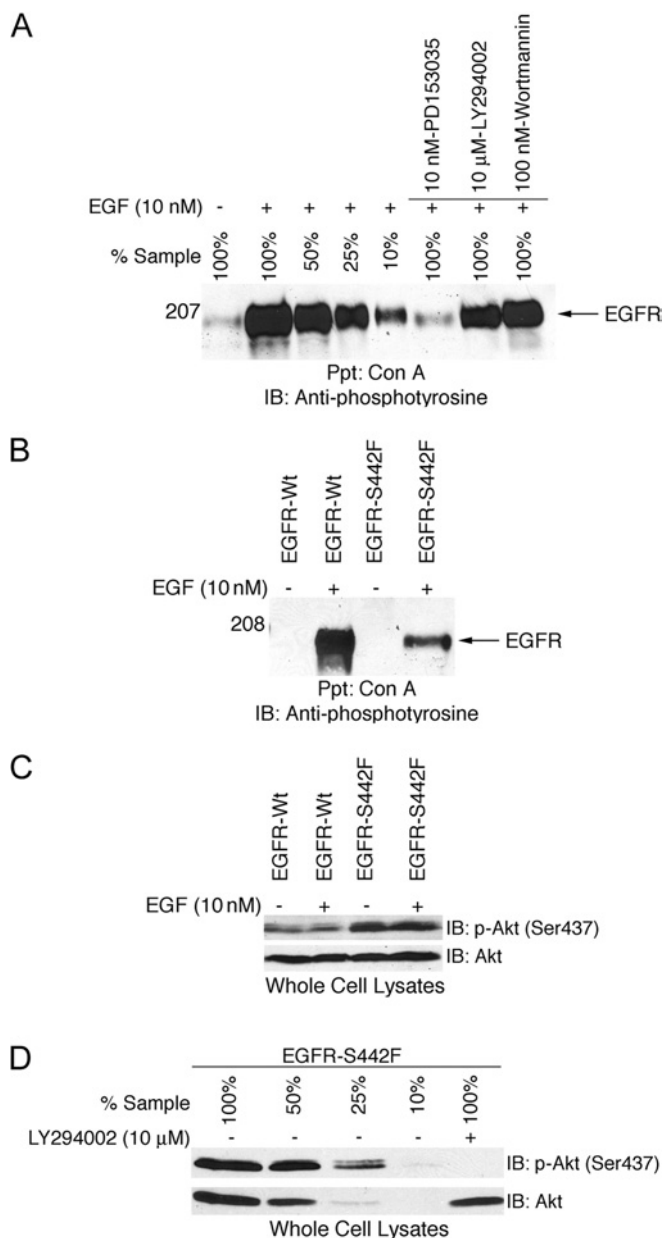 A
10 nM-PD153035
10 µM-LY294002
100 nM-Wortmannin
EGF (10 nM) - + + + + + + +
% Sample 100% 100% 50% 25% 10% 100% 100% 100%
207
EGFR
Ppt: Con A
IB: Anti-phosphotyrosine
B
EGFR-Wt
EGFR-Wt
EGFR-S442F
EGFR-S442F
EGF (10 nM) - + - +
208
EGFR
Ppt: Con A
IB: Anti-phosphotyrosine
C
EGFR-Wt
EGFR-Wt
EGFR-S442F
EGFR-S442F
EGF (10 nM) - + - +
IB: p-Akt (Ser437)
IB: Akt
Whole Cell Lysates
D
EGFR-S442F
% Sample 100% 50% 25% 10% 100%
LY294002 (10 µM) - - - - +
IB: p-Akt (Ser437)
IB: Akt
Whole Cell Lysates